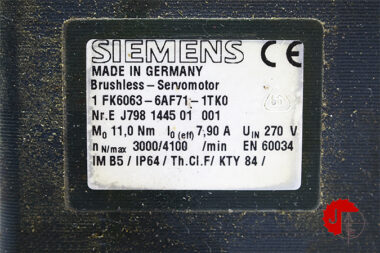 SIEMENS CE
MADE IN GERMANY
Brushless-Servomotor
1 FK6063-6AF71-1TK0
Nr.E J798 1445 01 001
M₀ 11,0 Nm I₀ (eff) 7,90 A UIN 270 V
nN/max 3000/4100 /min EN 60034
IM B5 / IP64 / Th.Cl.F/ KTY 84 /